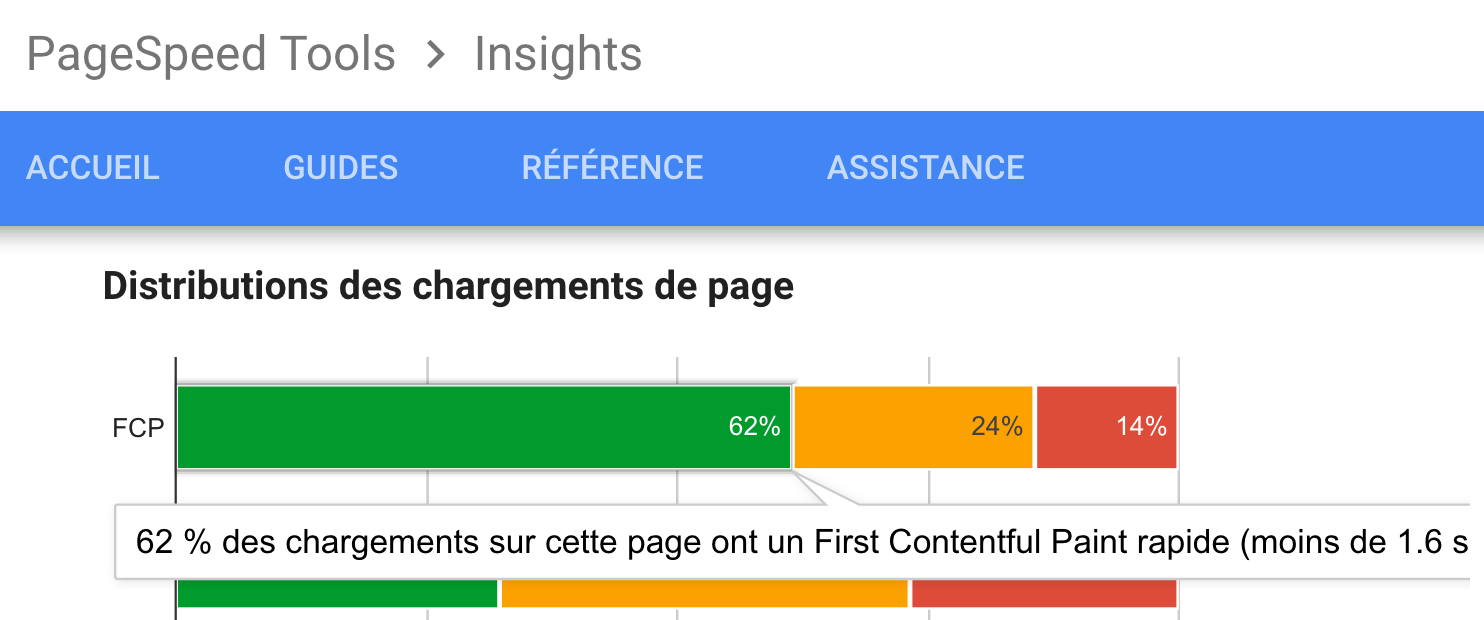 PageSpeed Tools > Insights
ACCUEIL GUIDES RÉFÉRENCE ASSISTANCE
Distributions des chargements de page
FCP 62% 24% 14%
62 % des chargements sur cette page ont un First Contentful Paint rapide (moins de 1.6 s